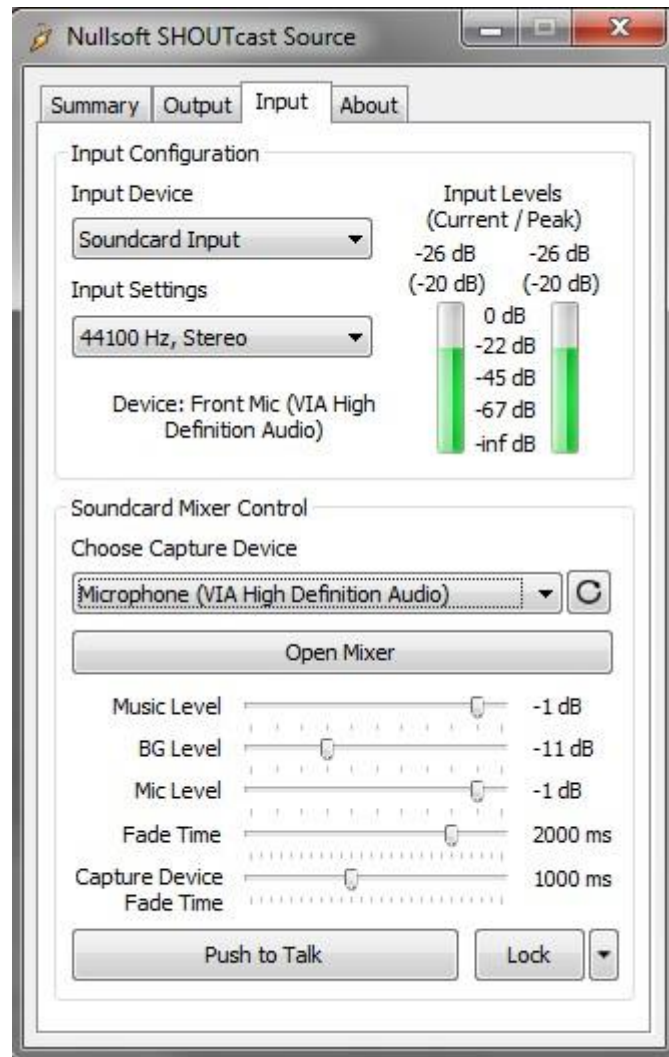 Nullsoft SHOUTcast Source
Summary Output Input About
Input Configuration
Input Device
Soundcard Input
Input Settings
44100 Hz, Stereo
Device: Front Mic (VIA High
Definition Audio)
Input Levels
(Current / Peak)
-26 dB -26 dB
(-20 dB) (-20 dB)
0 dB
-22 dB
-45 dB
-67 dB
-inf dB
Soundcard Mixer Control
Choose Capture Device
Microphone (VIA High Definition Audio)
Open Mixer
Music Level -1 dB
BG Level -11 dB
Mic Level -1 dB
Fade Time 2000 ms
Capture Device 1000 ms
Fade Time
Push to Talk Lock